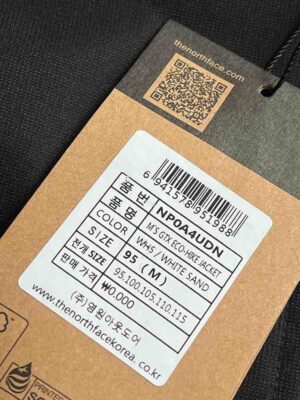 thenorthface.com
6 941578 951988
품 번 NP0A4UDN
품 명 M'S GTX ECO-HIKE JACKET
COLOR WHS / WHITE SAND
SIZE 95 ( M )
전개 SIZE 95,100,105,110,115
판매 가격 ₩0,000
(주)영원아웃도어
www.thenorthfacekorea.co.kr
PRINTED